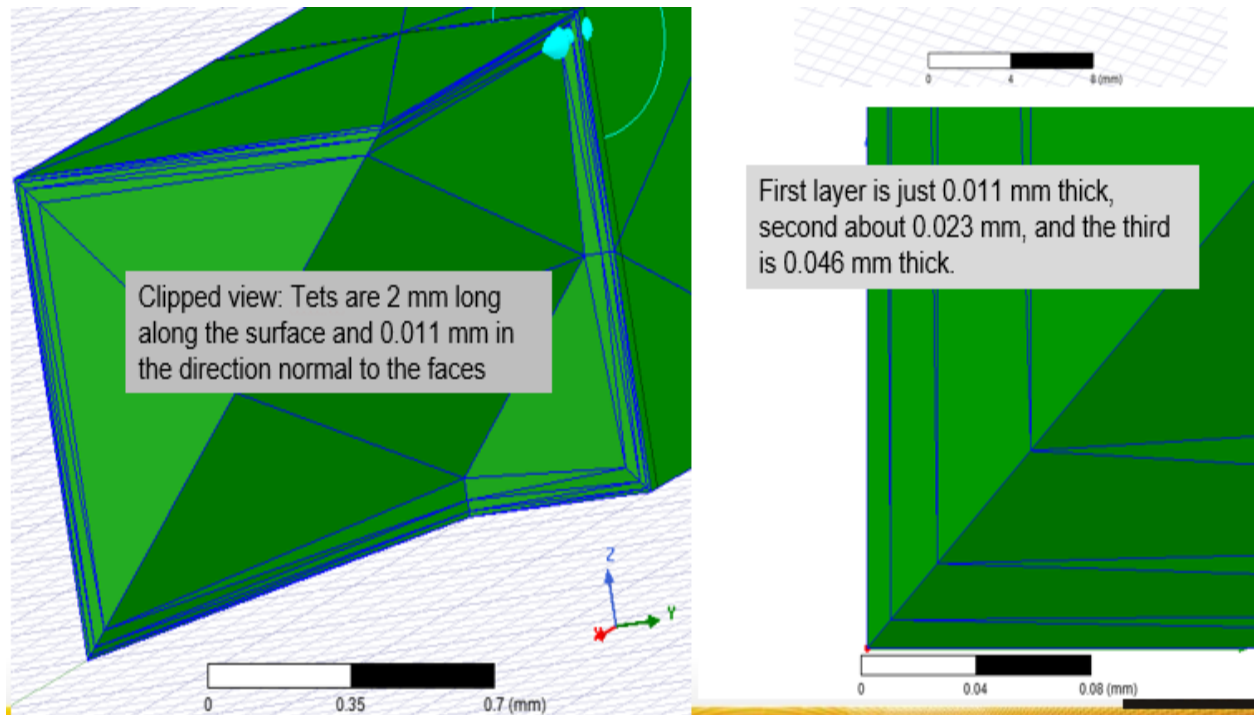 Clipped view: Tets are 2 mm long
along the surface and 0.011 mm in
the direction normal to the faces
Z
Y
X
0 0.35 0.7 (mm)
0 4 8 (mm)
First layer is just 0.011 mm thick,
second about 0.023 mm, and the third
is 0.046 mm thick.
0 0.04 0.08 (mm)